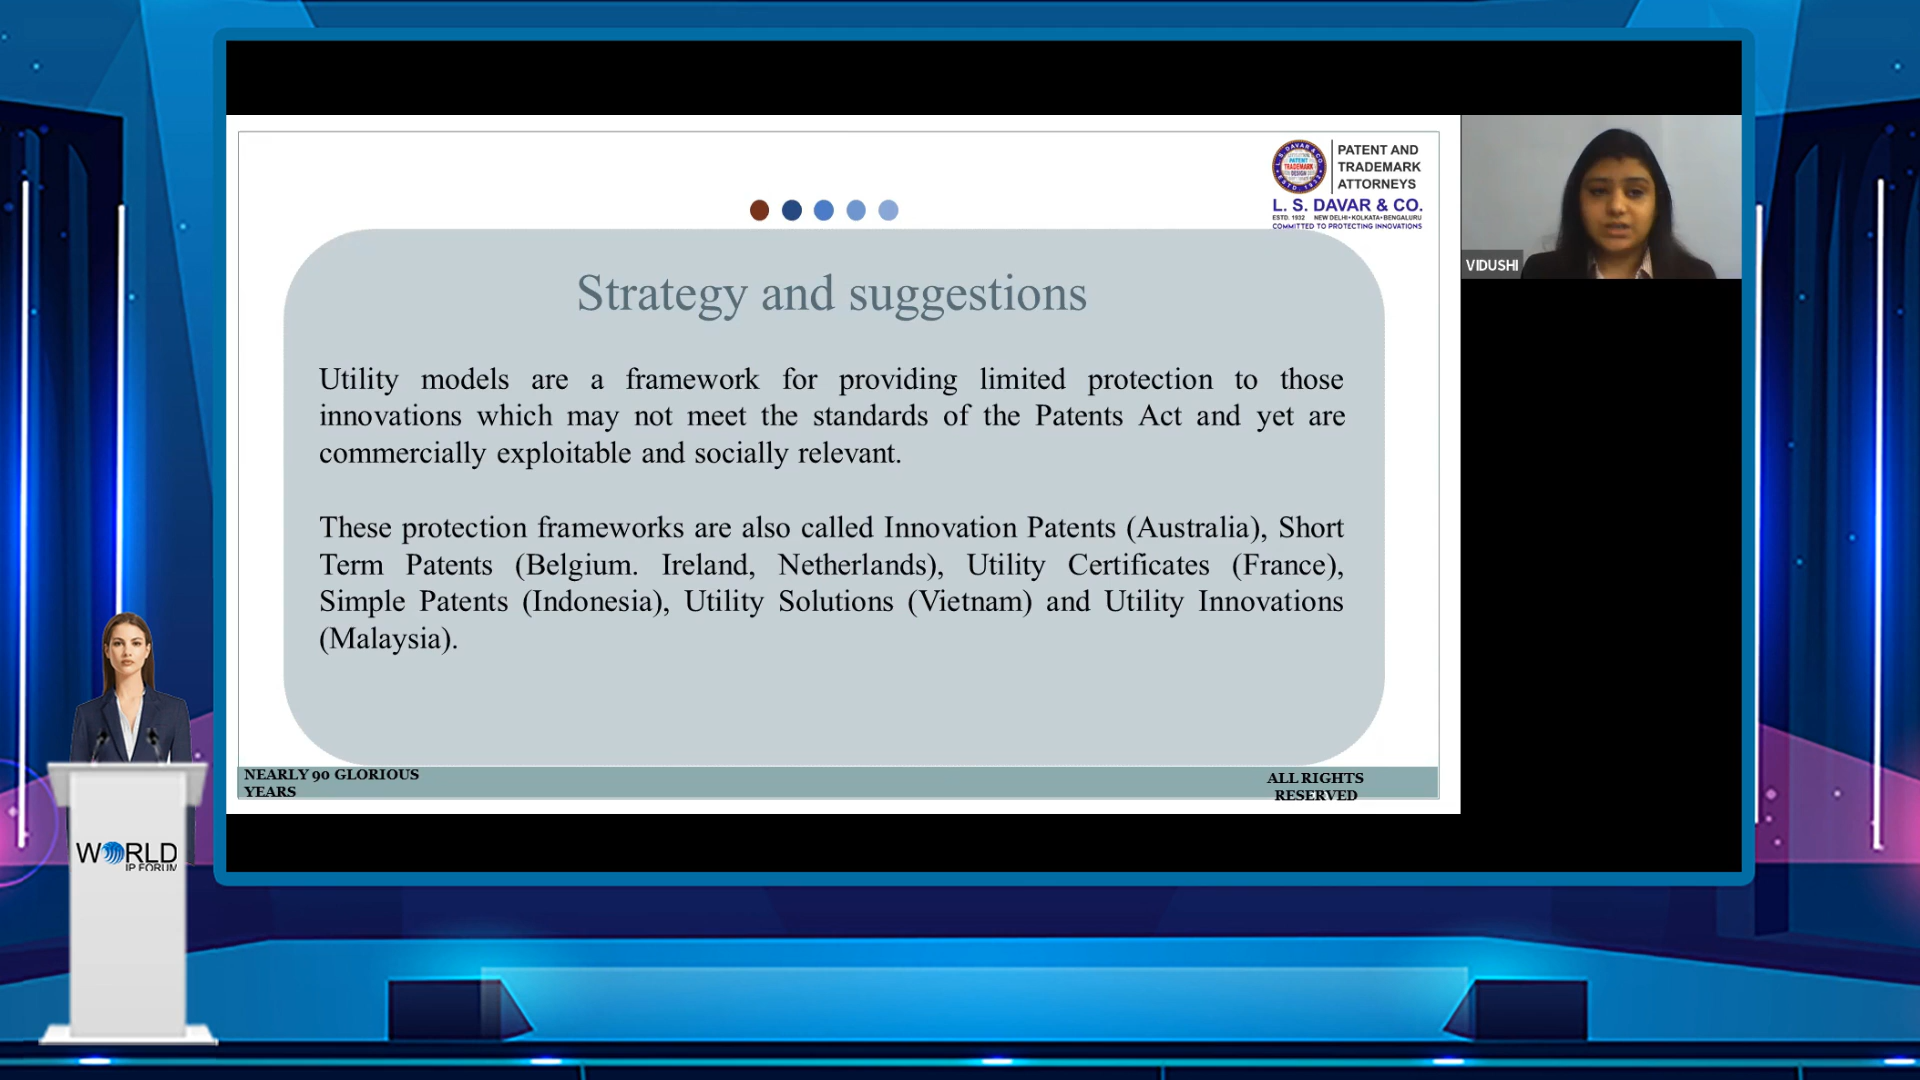 PATENT AND
TRADEMARK
ATTORNEYS
L. S. DAVAR & CO.
ESTD. 1932 NEW DELHI•KOLKATA•BENGALURU
COMMITTED TO PROTECTING INNOVATIONS
Strategy and suggestions
Utility models are a framework for providing limited protection to those
innovations which may not meet the standards of the Patents Act and yet are
commercially exploitable and socially relevant.
These protection frameworks are also called Innovation Patents (Australia), Short
Term Patents (Belgium. Ireland, Netherlands), Utility Certificates (France),
Simple Patents (Indonesia), Utility Solutions (Vietnam) and Utility Innovations
(Malaysia).
NEARLY 90 GLORIOUS
YEARS
ALL RIGHTS
RESERVED
VIDUSHI
WORLD
IP FORUM